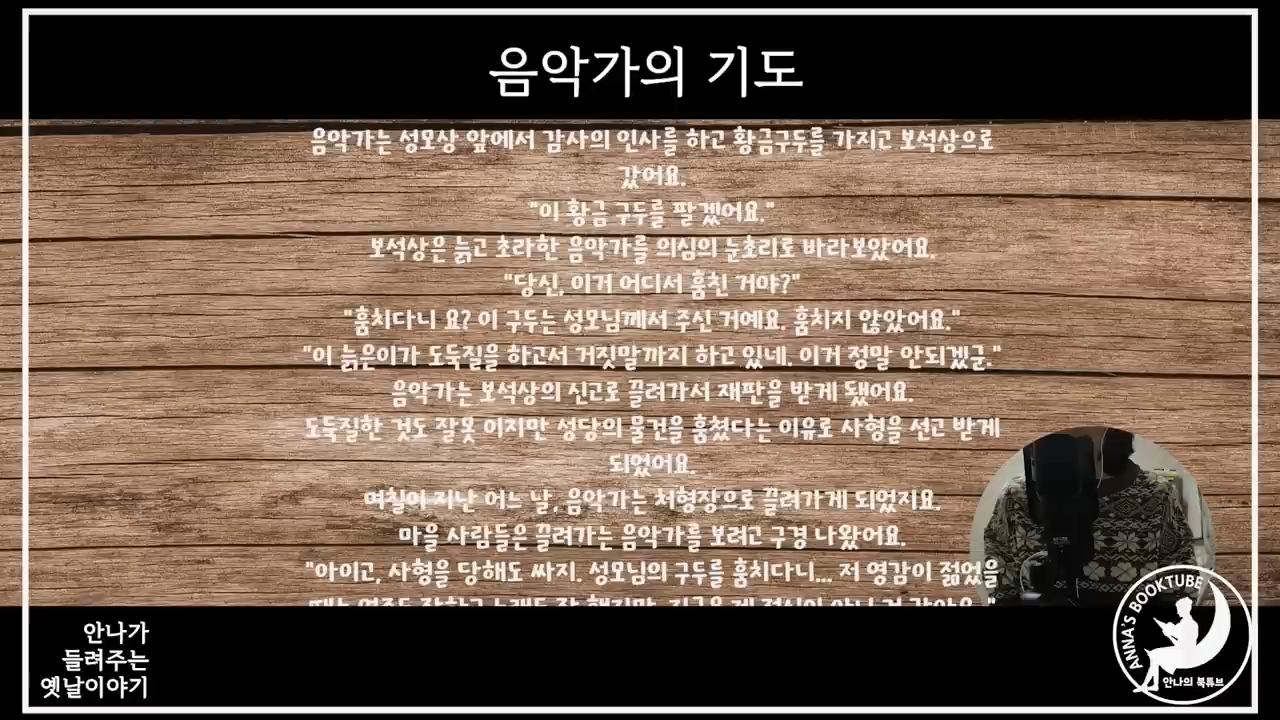 음악가의 기도
음악가는 성모상 앞에서 감사의 인사를 하고 황금구두를 가지고 보석상으로
갔어요.
"이 황금 구두를 팔겠어요."
보석상은 늙고 초라한 음악가를 의심의 눈초리로 바라보았어요.
"당신, 이거 어디서 훔친 거야?"
"훔치다니 요? 이 구두는 성모님께서 주신 거예요. 훔치지 않았어요."
"이 늙은이가 도둑질을 하고서 거짓말까지 하고 있네. 이거 정말 안되겠군."
음악가는 보석상의 신고로 끌려가서 재판을 받게 됐어요.
도둑질한 것도 잘못 이지만 성당의 물건을 훔쳤다는 이유로 사형을 선고 받게
되었어요.
며칠이 지난 어느 날, 음악가는 처형장으로 끌려가게 되었지요.
마을 사람들은 끌려가는 음악가를 보려고 구경 나왔어요.
"아이고, 사형을 당해도 싸지. 성모님의 구두를 훔치다니... 저 영감이 젊었을
안나가
들려주는
옛날이야기
ANNA'S BOOKTUBE
안나의 북튜브